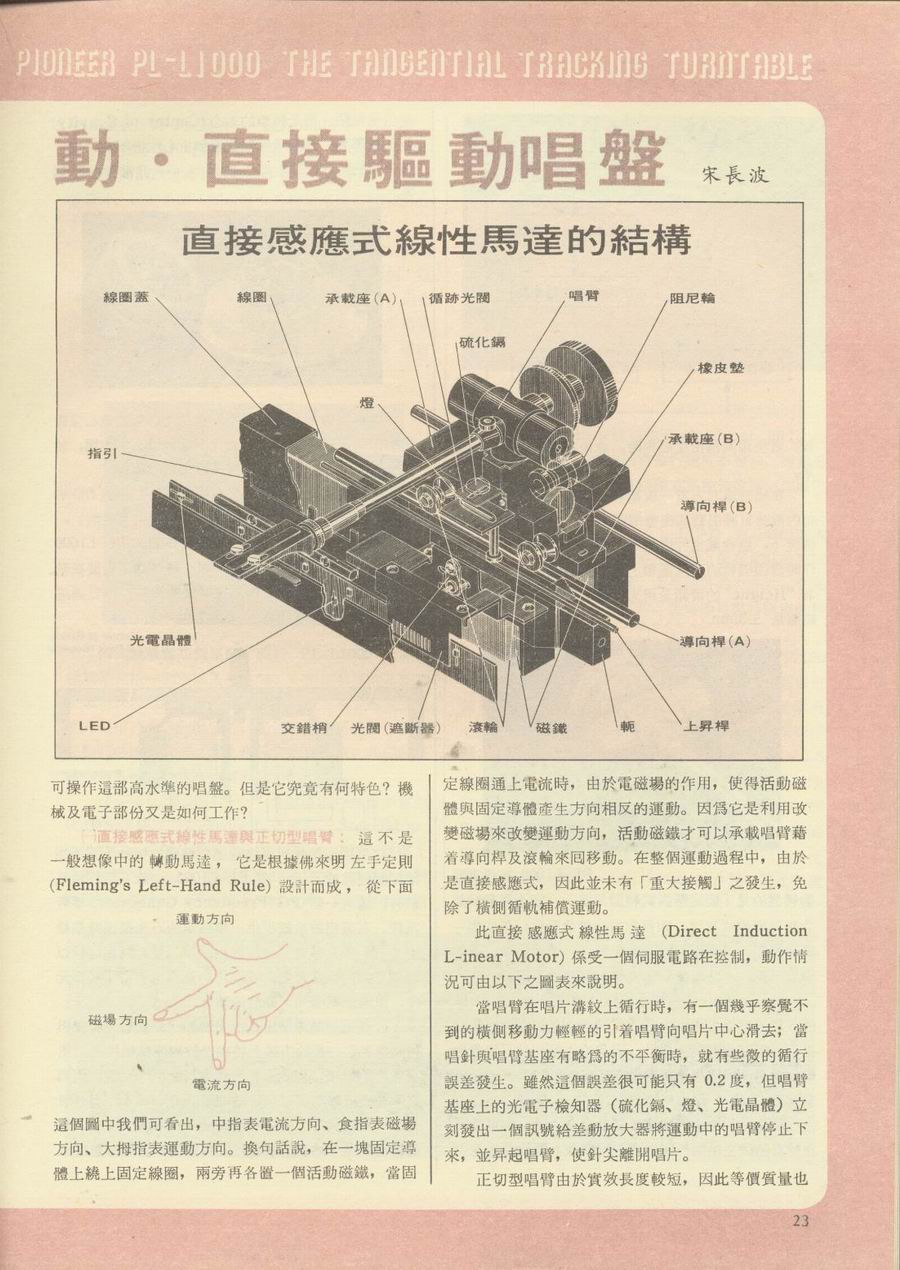 PIONEER PL-L1000 THE TANGENTIAL TRACKING TURNTABLE
動・直接驅動唱盤
宋長波
直接感應式線性馬達的結構
線圈蓋
線圈
承載座(A)
循跡光閥
唱臂
阻尼輪
硫化鎘
橡皮墊
燈
承載座(B)
指引
導向桿(B)
光電晶體
導向桿(A)
LED
交錯梢
光閥(遮斷器)
滾輪
磁鐵
軛
上昇桿
可操作這部高水準的唱盤。但是它究竟有何特色?機
械及電子部份又是如何工作?
直接感應式線性馬達與正切型唱臂:這不是
一般想像中的轉動馬達,它是根據佛來明左手定則
(Fleming's Left-Hand Rule) 設計而成,從下面
運動方向
磁場方向
電流方向
這個圖中我們可看出,中指表電流方向、食指表磁場
方向、大拇指表運動方向。換句話說,在一塊固定導
體上繞上固定線圈,兩旁再各置一個活動磁鐵,當固
定線圈通上電流時,由於電磁場的作用,使得活動磁
體與固定導體產生方向相反的運動。因爲它是利用改
變磁場來改變運動方向,活動磁鐵才可以承載唱臂藉
着導向桿及滾輪來回移動。在整個運動過程中,由於
是直接感應式,因此並未有「重大接觸」之發生,免
除了橫側循軌補償運動。
此直接感應式線性馬達 (Direct Induction
L-inear Motor) 係受一個伺服電路在控制,動作情
況可由以下之圖表來說明。
當唱臂在唱片溝紋上循行時,有一個幾乎察覺不
到的橫側移動力輕輕的引着唱臂向唱片中心滑去;當
唱針與唱臂基座有略爲的不平衡時,就有些微的循行
誤差發生。雖然這個誤差很可能只有 0.2 度,但唱臂
基座上的光電子檢知器(硫化鎘、燈、光電晶體)立
刻發出一個訊號給差動放大器將運動中的唱臂停止下
來,並昇起唱臂,使針尖離開唱片。
正切型唱臂由於實效長度較短,因此等價質量也
23